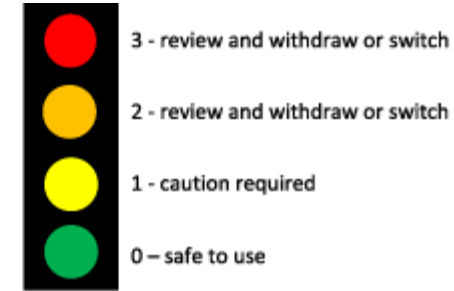 3 - review and withdraw or switch
2 - review and withdraw or switch
1 - caution required
0 – safe to use